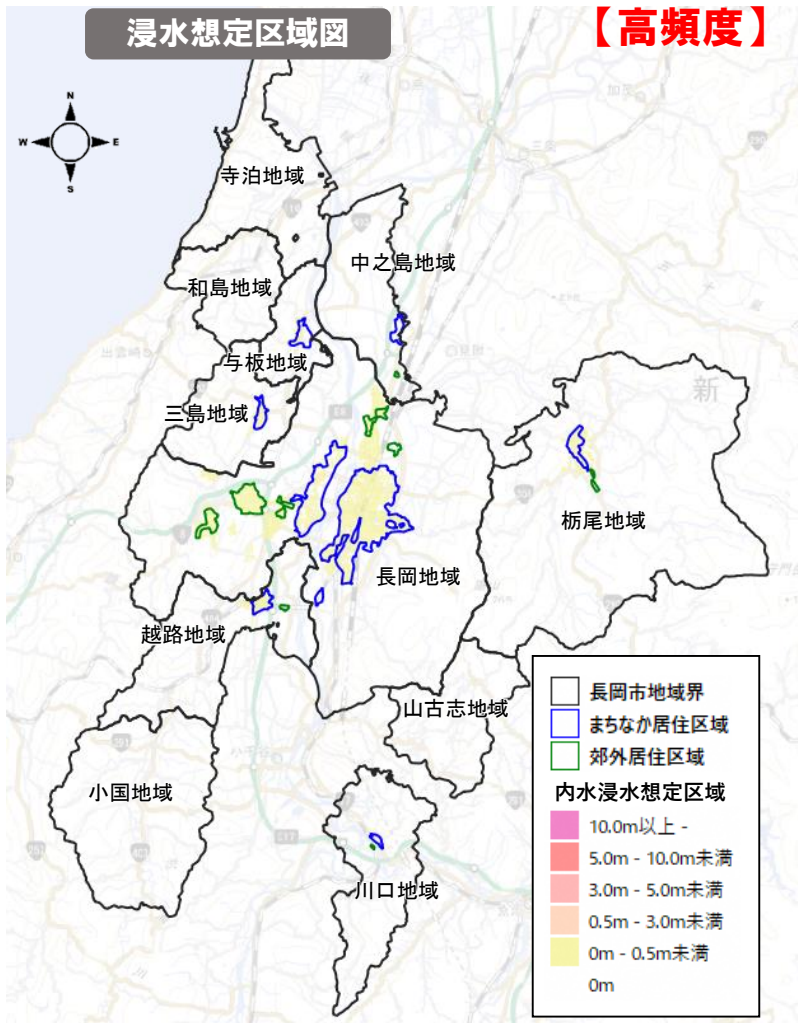 浸水想定区域図
【高頻度】
N
W
E
S
寺泊地域
中之島地域
和島地域
与板地域
三島地域
新
栃尾地域
長岡地域
越路地域
山古志地域
小国地域
川口地域
長岡市地域界
まちなか居住区域
郊外居住区域
内水浸水想定区域
10.0m以上 -
5.0m - 10.0m未満
3.0m - 5.0m未満
0.5m - 3.0m未満
0m - 0.5m未満
0m